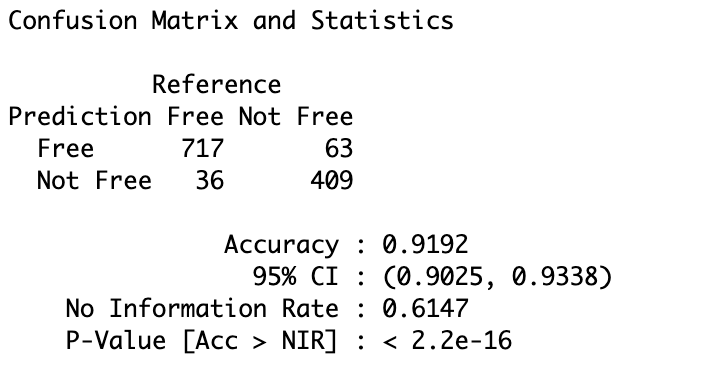 Confusion Matrix and Statistics
Reference
Prediction Free Not Free
Free 717 63
Not Free 36 409
Accuracy : 0.9192
95% CI : (0.9025, 0.9338)
No Information Rate : 0.6147
P-Value [Acc > NIR] : < 2.2e-16